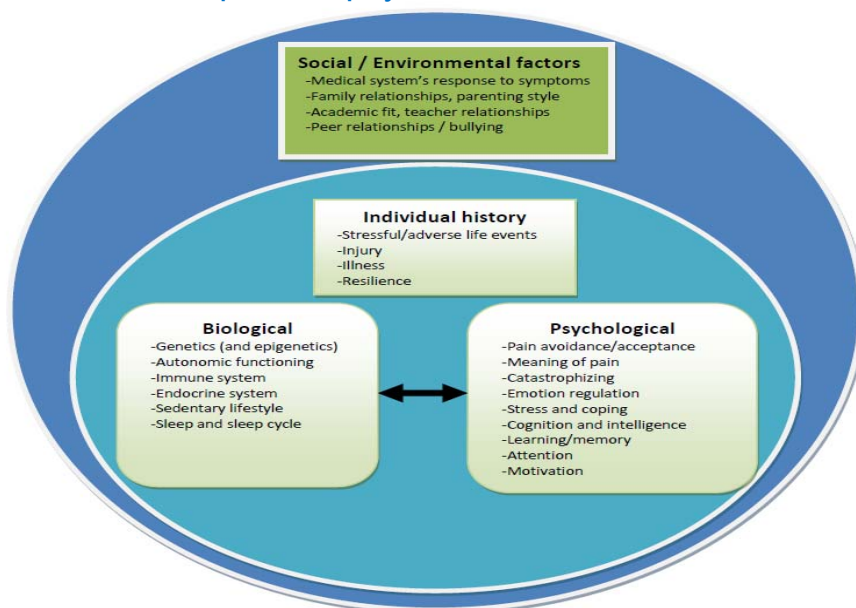 Social / Environmental factors
-Medical system's response to symptoms
-Family relationships, parenting style
-Academic fit, teacher relationships
-Peer relationships / bullying
Individual history
-Stressful/adverse life events
-Injury
-Illness
-Resilience
Biological
-Genetics (and epigenetics)
-Autonomic functioning
-Immune system
-Endocrine system
-Sedentary lifestyle
-Sleep and sleep cycle
Psychological
-Pain avoidance/acceptance
-Meaning of pain
-Catastrophizing
-Emotion regulation
-Stress and coping
-Cognition and intelligence
-Learning/memory
-Attention
-Motivation